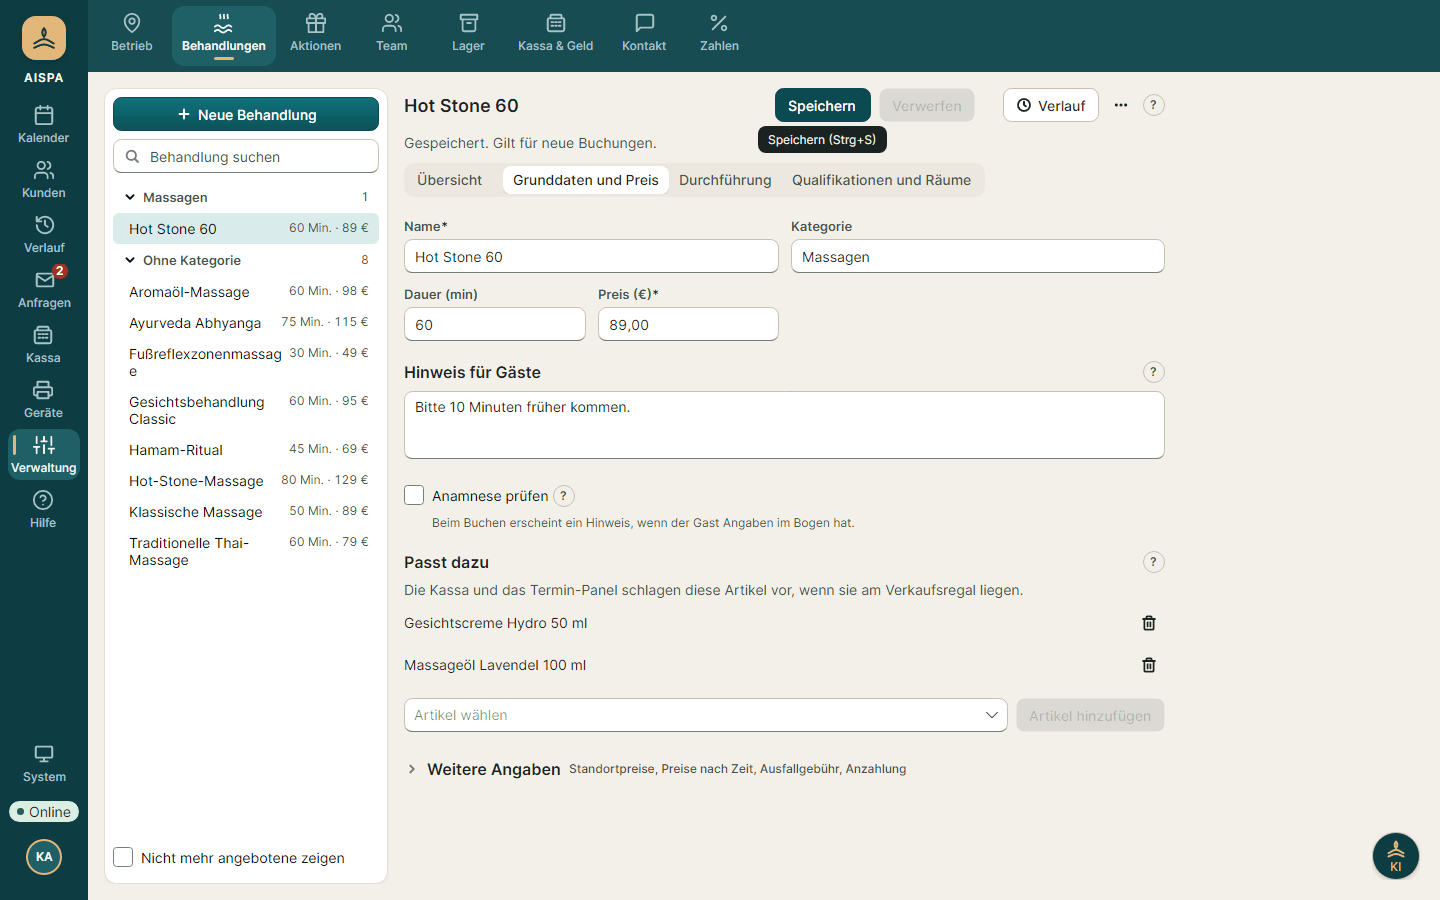 AISPA
Kalender
Kunden
Verlauf
Anfragen
2
Kassa
Geräte
Verwaltung
Hilfe
System
Online
KA
Betrieb
Behandlungen
Aktionen
Team
Lager
Kassa & Geld
Kontakt
Zahlen
+ Neue Behandlung
Behandlung suchen
Massagen 1
Hot Stone 60 60 Min. · 89 €
Ohne Kategorie 8
Aromaöl-Massage 60 Min. · 98 €
Ayurveda Abhyanga 75 Min. · 115 €
Fußreflexzonenmassag 30 Min. · 49 €
e
Gesichtsbehandlung 60 Min. · 95 €
Classic
Hamam-Ritual 45 Min. · 69 €
Hot-Stone-Massage 80 Min. · 129 €
Klassische Massage 50 Min. · 89 €
Traditionelle Thai- 60 Min. · 79 €
Massage
Nicht mehr angebotene zeigen
Hot Stone 60
Speichern
Verwerfen
Verlauf
?
Gespeichert. Gilt für neue Buchungen.
Speichern (Strg+S)
Übersicht
Grunddaten und Preis
Durchführung
Qualifikationen und Räume
Name*
Kategorie
Hot Stone 60
Massagen
Dauer (min)
Preis (€)*
60
89,00
Hinweis für Gäste
?
Bitte 10 Minuten früher kommen.
Anamnese prüfen ?
Beim Buchen erscheint ein Hinweis, wenn der Gast Angaben im Bogen hat.
Passt dazu
?
Die Kassa und das Termin-Panel schlagen diese Artikel vor, wenn sie am Verkaufsregal liegen.
Gesichtscreme Hydro 50 ml
Massageöl Lavendel 100 ml
Artikel wählen
Artikel hinzufügen
Weitere Angaben Standortpreise, Preise nach Zeit, Ausfallgebühr, Anzahlung
KI